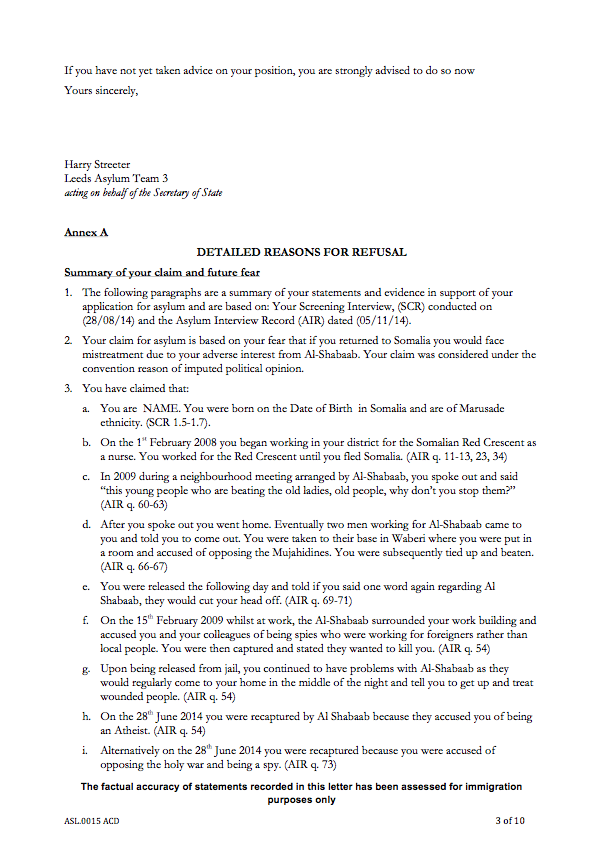 If you have not yet taken advice on your position, you are strongly advised to do so now
Yours sincerely,
Harry Streeter
Leeds Asylum Team 3
acting on behalf of the Secretary of State
Annex A
DETAILED REASONS FOR REFUSAL
Summary of your claim and future fear
1. The following paragraphs are a summary of your statements and evidence in support of your
application for asylum and are based on: Your Screening Interview, (SCR) conducted on
(28/08/14) and the Asylum Interview Record (AIR) dated (05/11/14).
2. Your claim for asylum is based on your fear that if you returned to Somalia you would face
mistreatment due to your adverse interest from Al-Shabaab. Your claim was considered under the
convention reason of imputed political opinion.
3. You have claimed that:
a. You are NAME. You were born on the Date of Birth in Somalia and are of Marusade
ethnicity. (SCR 1.5-1.7).
b. On the 1st February 2008 you began working in your district for the Somalian Red Crescent as
a nurse. You worked for the Red Crescent until you fled Somalia. (AIR q. 11-13, 23, 34)
c. In 2009 during a neighbourhood meeting arranged by Al-Shabaab, you spoke out and said
“this young people who are beating the old ladies, old people, why don’t you stop them?”
(AIR q. 60-63)
d. After you spoke out you went home. Eventually two men working for Al-Shabaab came to
you and told you to come out. You were taken to their base in Waberi where you were put in
a room and accused of opposing the Mujahidines. You were subsequently tied up and beaten.
(AIR q. 66-67)
e. You were released the following day and told if you said one word again regarding Al
Shabaab, they would cut your head off. (AIR q. 69-71)
f. On the 15th February 2009 whilst at work, the Al-Shabaab surrounded your work building and
accused you and your colleagues of being spies who were working for foreigners rather than
local people. You were then captured and stated they wanted to kill you. (AIR q. 54)
g. Upon being released from jail, you continued to have problems with Al-Shabaab as they
would regularly come to your home in the middle of the night and tell you to get up and treat
wounded people. (AIR q. 54)
h. On the 28th June 2014 you were recaptured by Al Shabaab because they accused you of being
an Atheist. (AIR q. 54)
i. Alternatively on the 28th June 2014 you were recaptured because you were accused of
opposing the holy war and being a spy. (AIR q. 73)
The factual accuracy of statements recorded in this letter has been assessed for immigration
purposes only
ASL.0015 ACD
3 of 10